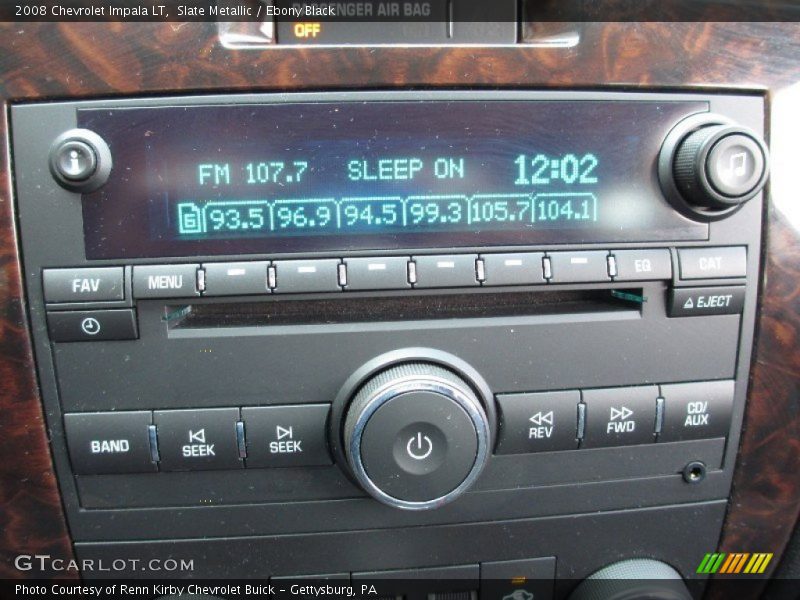 2008 Chevrolet Impala LT, Slate Metallic / Ebony Black
PASSENGER AIR BAG
OFF
FM 107.7 SLEEP ON 12:02
6 93.5 96.9 94.5 99.3 105.7 104.1
FAV MENU EQ CAT
EJECT
BAND SEEK SEEK REV FWD CD/
AUX
GTCARLOT.COM
Photo Courtesy of Renn Kirby Chevrolet Buick - Gettysburg, PA